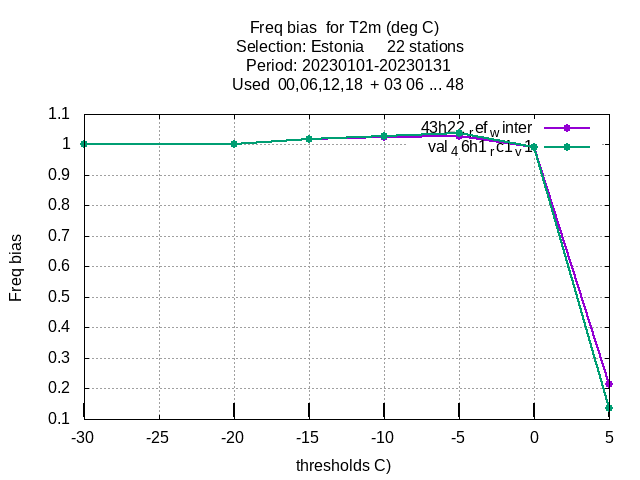 Freq bias  for T2m (deg C)
Selection: Estonia     22 stations
Period: 20230101-20230131
Used  00,06,12,18  + 03 06 ... 48
43h22ᵣef_winter
val₄6h1ᵣc1ᵥ1
1.1
1
0.9
0.8
0.7
0.6
0.5
0.4
0.3
0.2
0.1
Freq bias
-30 -25 -20 -15 -10 -5 0 5
thresholds C)